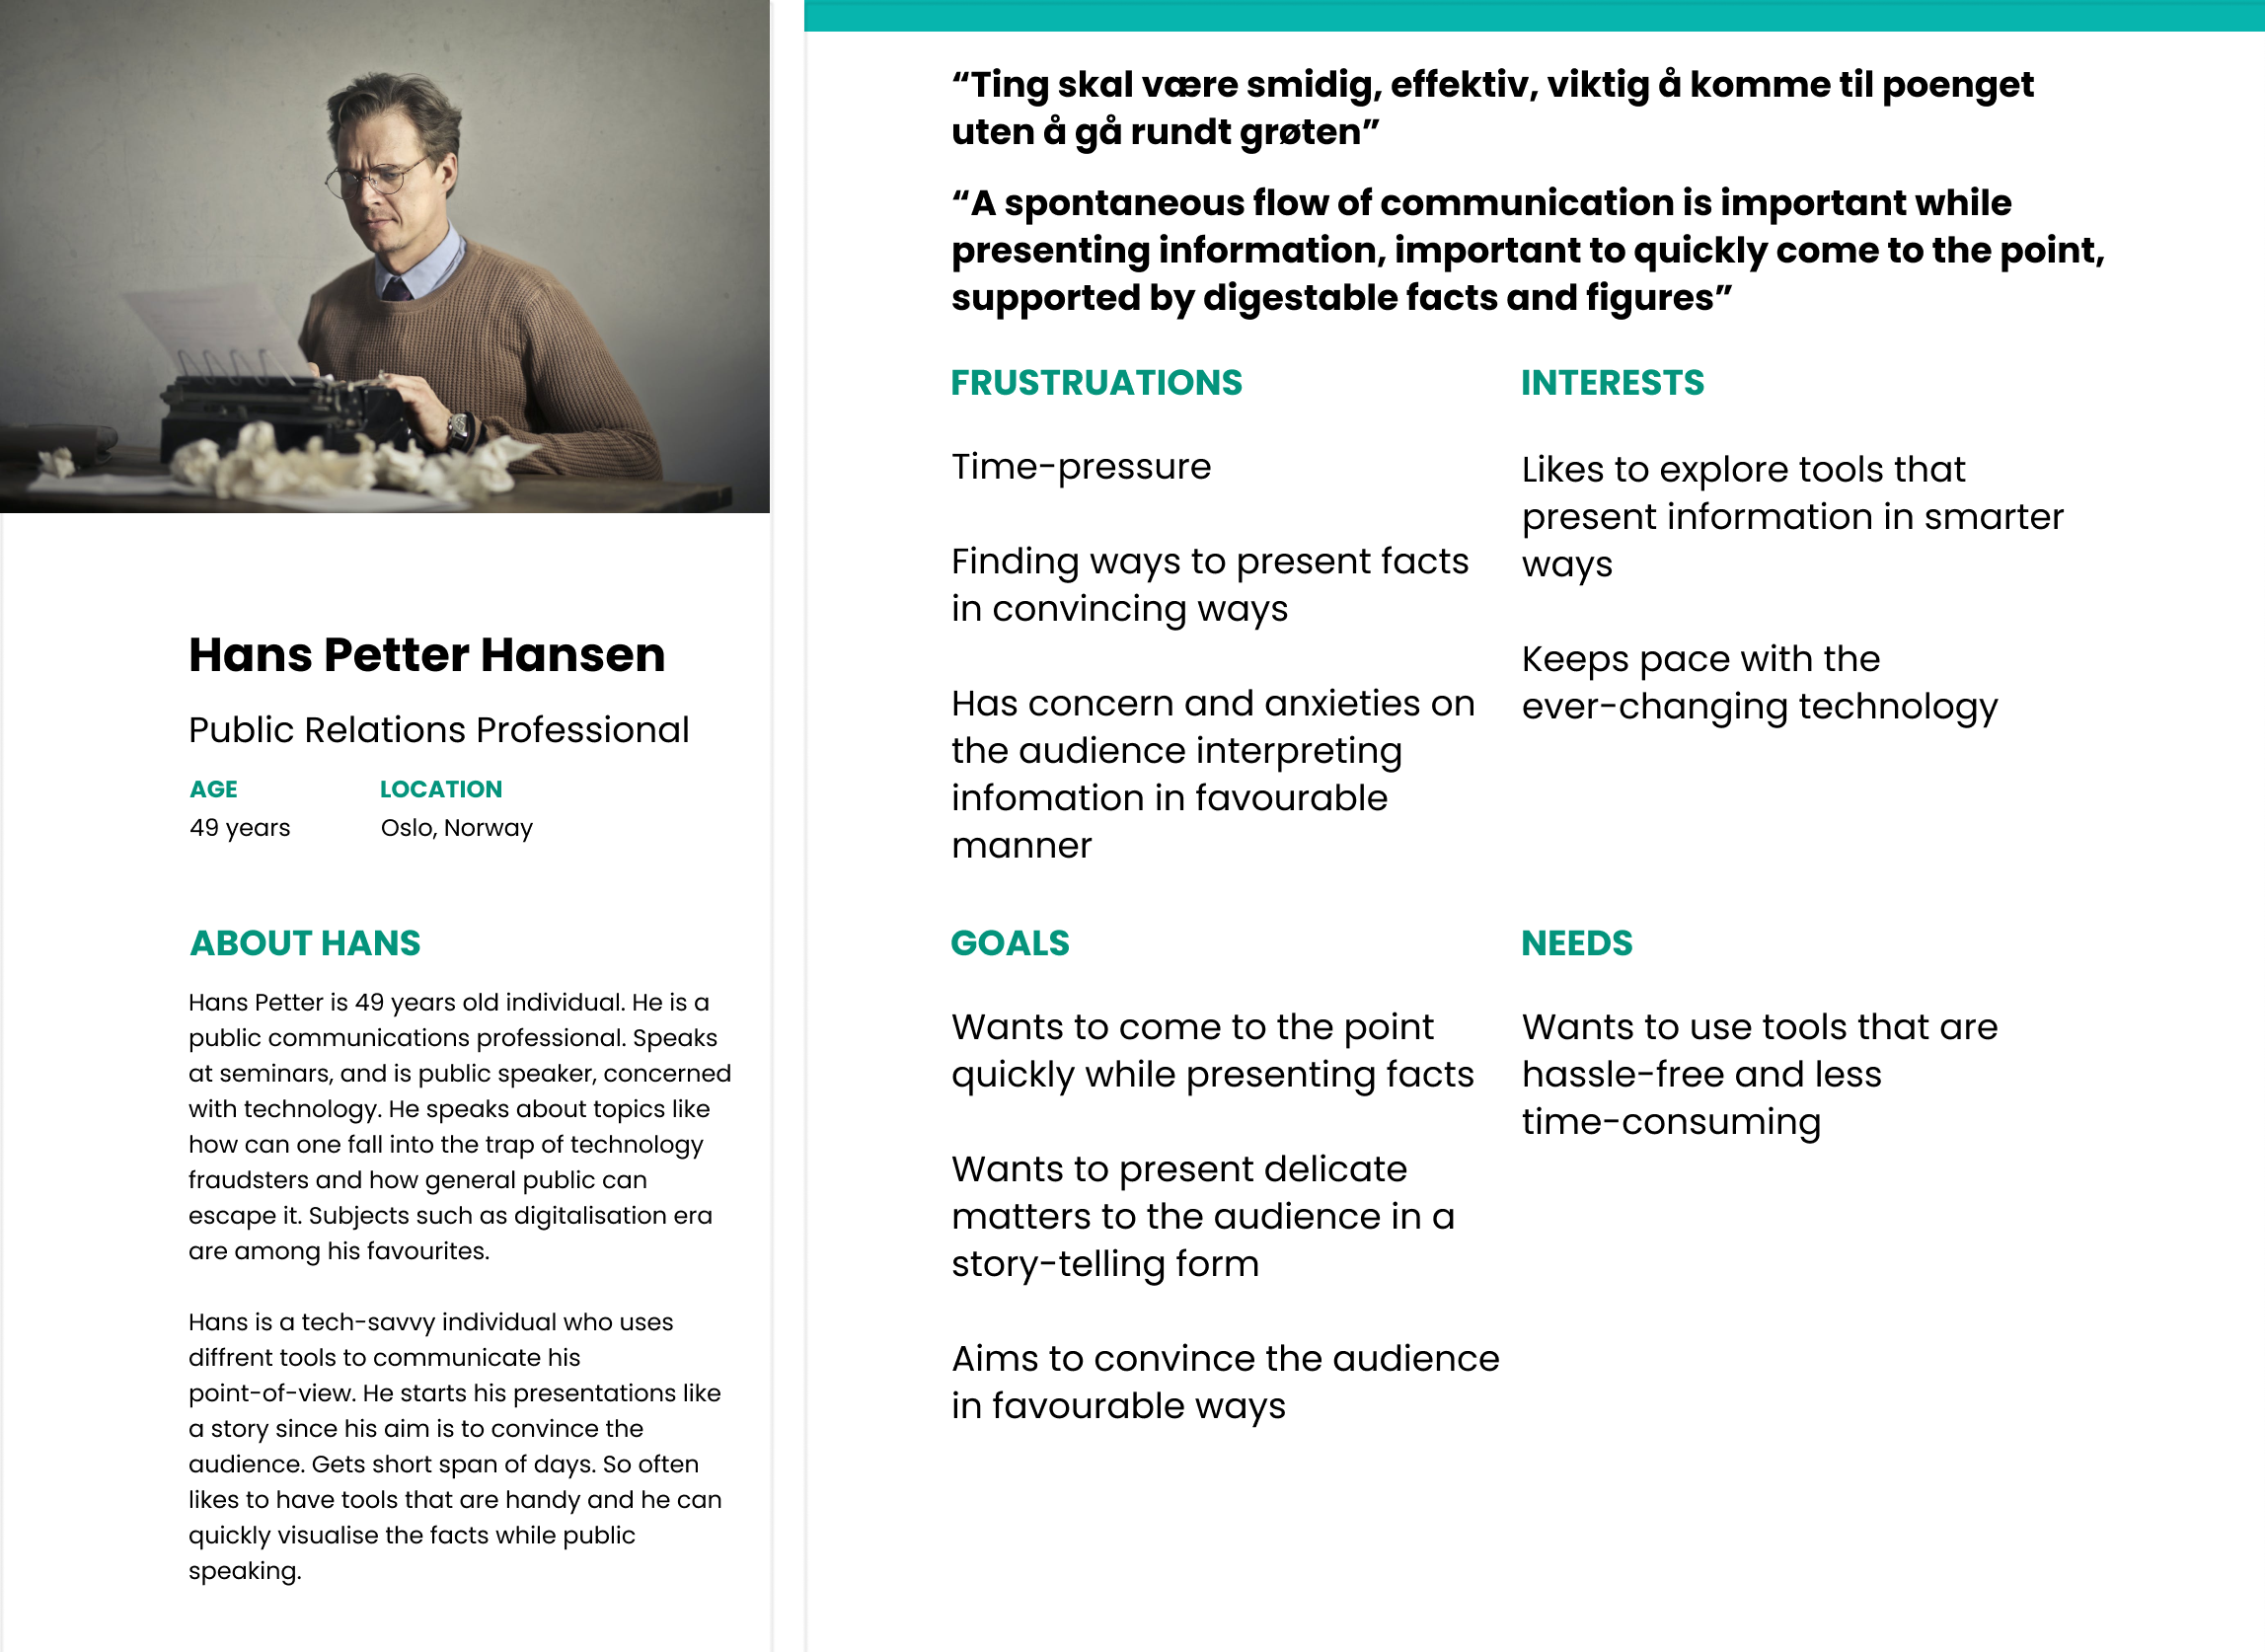 Hans Petter Hansen
Public Relations Professional
AGE
49 years
LOCATION
Oslo, Norway
ABOUT HANS
Hans Petter is 49 years old individual. He is a
public communications professional. Speaks
at seminars, and is public speaker, concerned
with technology. He speaks about topics like
how can one fall into the trap of technology
fraudsters and how general public can
escape it. Subjects such as digitalisation era
are among his favourites.
Hans is a tech-savvy individual who uses
diffrent tools to communicate his
point-of-view. He starts his presentations like
a story since his aim is to convince the
audience. Gets short span of days. So often
likes to have tools that are handy and he can
quickly visualise the facts while public
speaking.
“Ting skal være smidig, effektiv, viktig å komme til poenget
uten å gå rundt grøten”
“A spontaneous flow of communication is important while
presenting information, important to quickly come to the point,
supported by digestable facts and figures”
FRUSTRUATIONS
Time-pressure
Finding ways to present facts
in convincing ways
Has concern and anxieties on
the audience interpreting
infomation in favourable
manner
INTERESTS
Likes to explore tools that
present information in smarter
ways
Keeps pace with the
ever-changing technology
GOALS
Wants to come to the point
quickly while presenting facts
Wants to present delicate
matters to the audience in a
story-telling form
Aims to convince the audience
in favourable ways
NEEDS
Wants to use tools that are
hassle-free and less
time-consuming